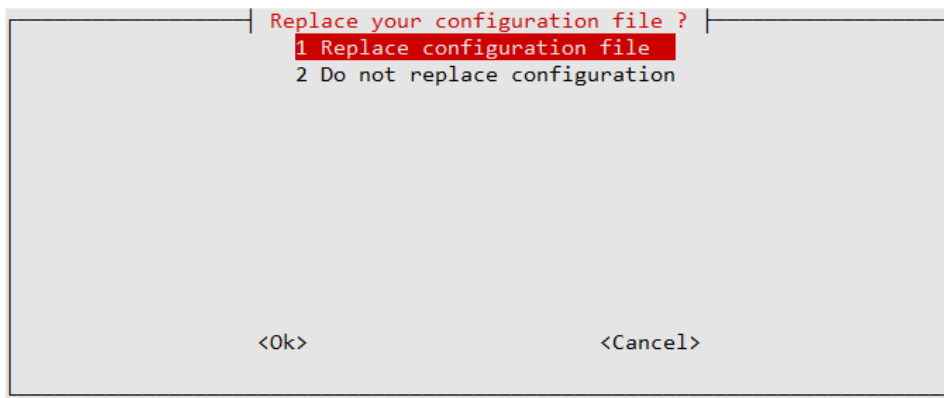 Replace your configuration file ?
1 Replace configuration file
2 Do not replace configuration
<Ok> <Cancel>